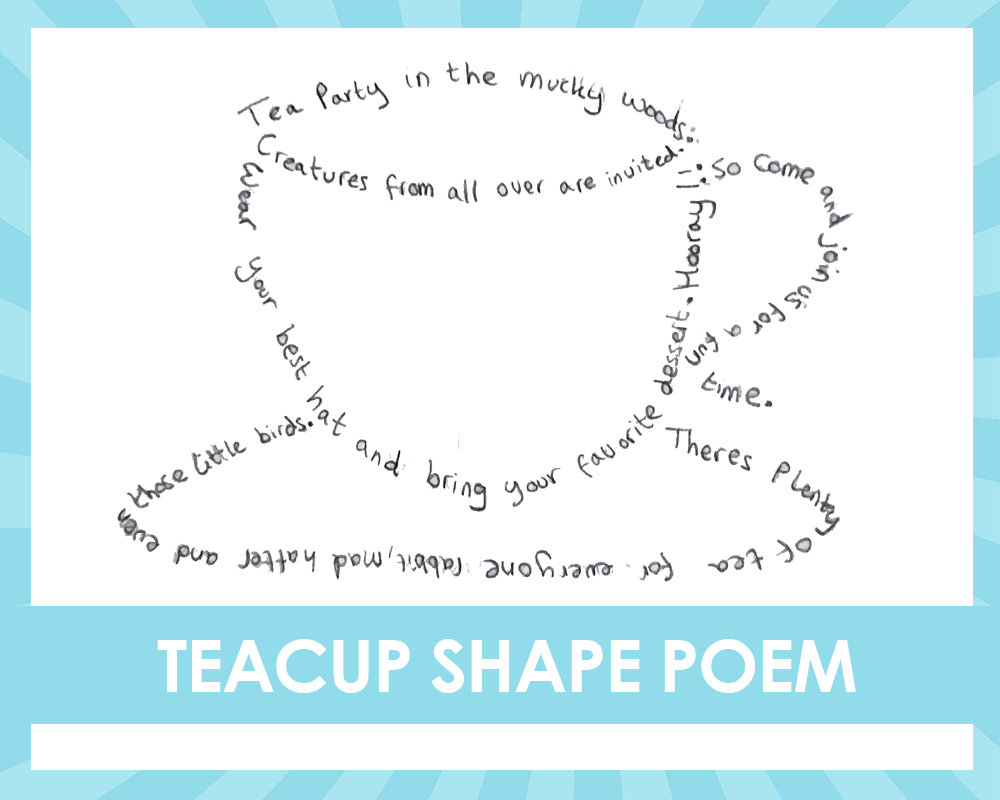 Tea Party in the mucky woods:
Creatures from all over are invited.
Wear your best hat and bring your favorite dessert. Hooray!!
So come and join us for a fun time.
Theres Plenty of tea for everyone: rabbit, mad hatter and even those little birds.
TEACUP SHAPE POEM